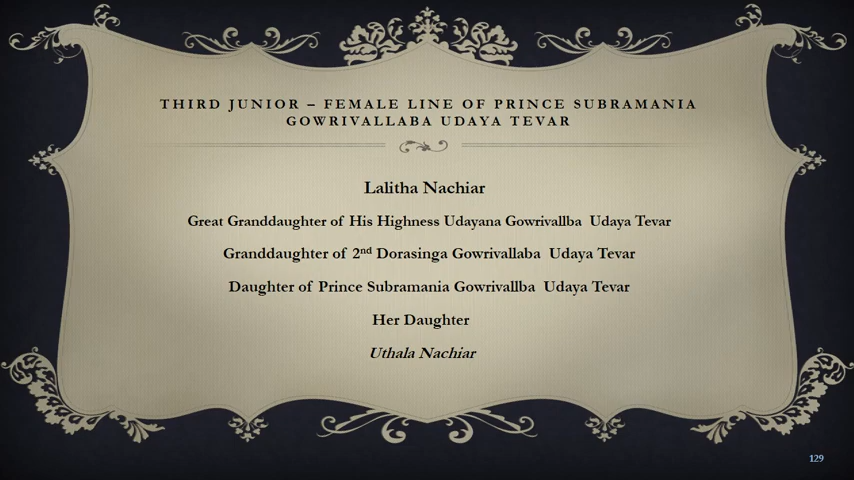 THIRD JUNIOR – FEMALE LINE OF PRINCE SUBRAMANIA
GOWRIVALLABA UDAYA TEVAR
Lalitha Nachiar
Great Granddaughter of His Highness Udayana Gowrivallba Udaya Tevar
Granddaughter of 2nd Dorasinga Gowrivallaba Udaya Tevar
Daughter of Prince Subramania Gowrivallba Udaya Tevar
Her Daughter
Uthala Nachiar
129